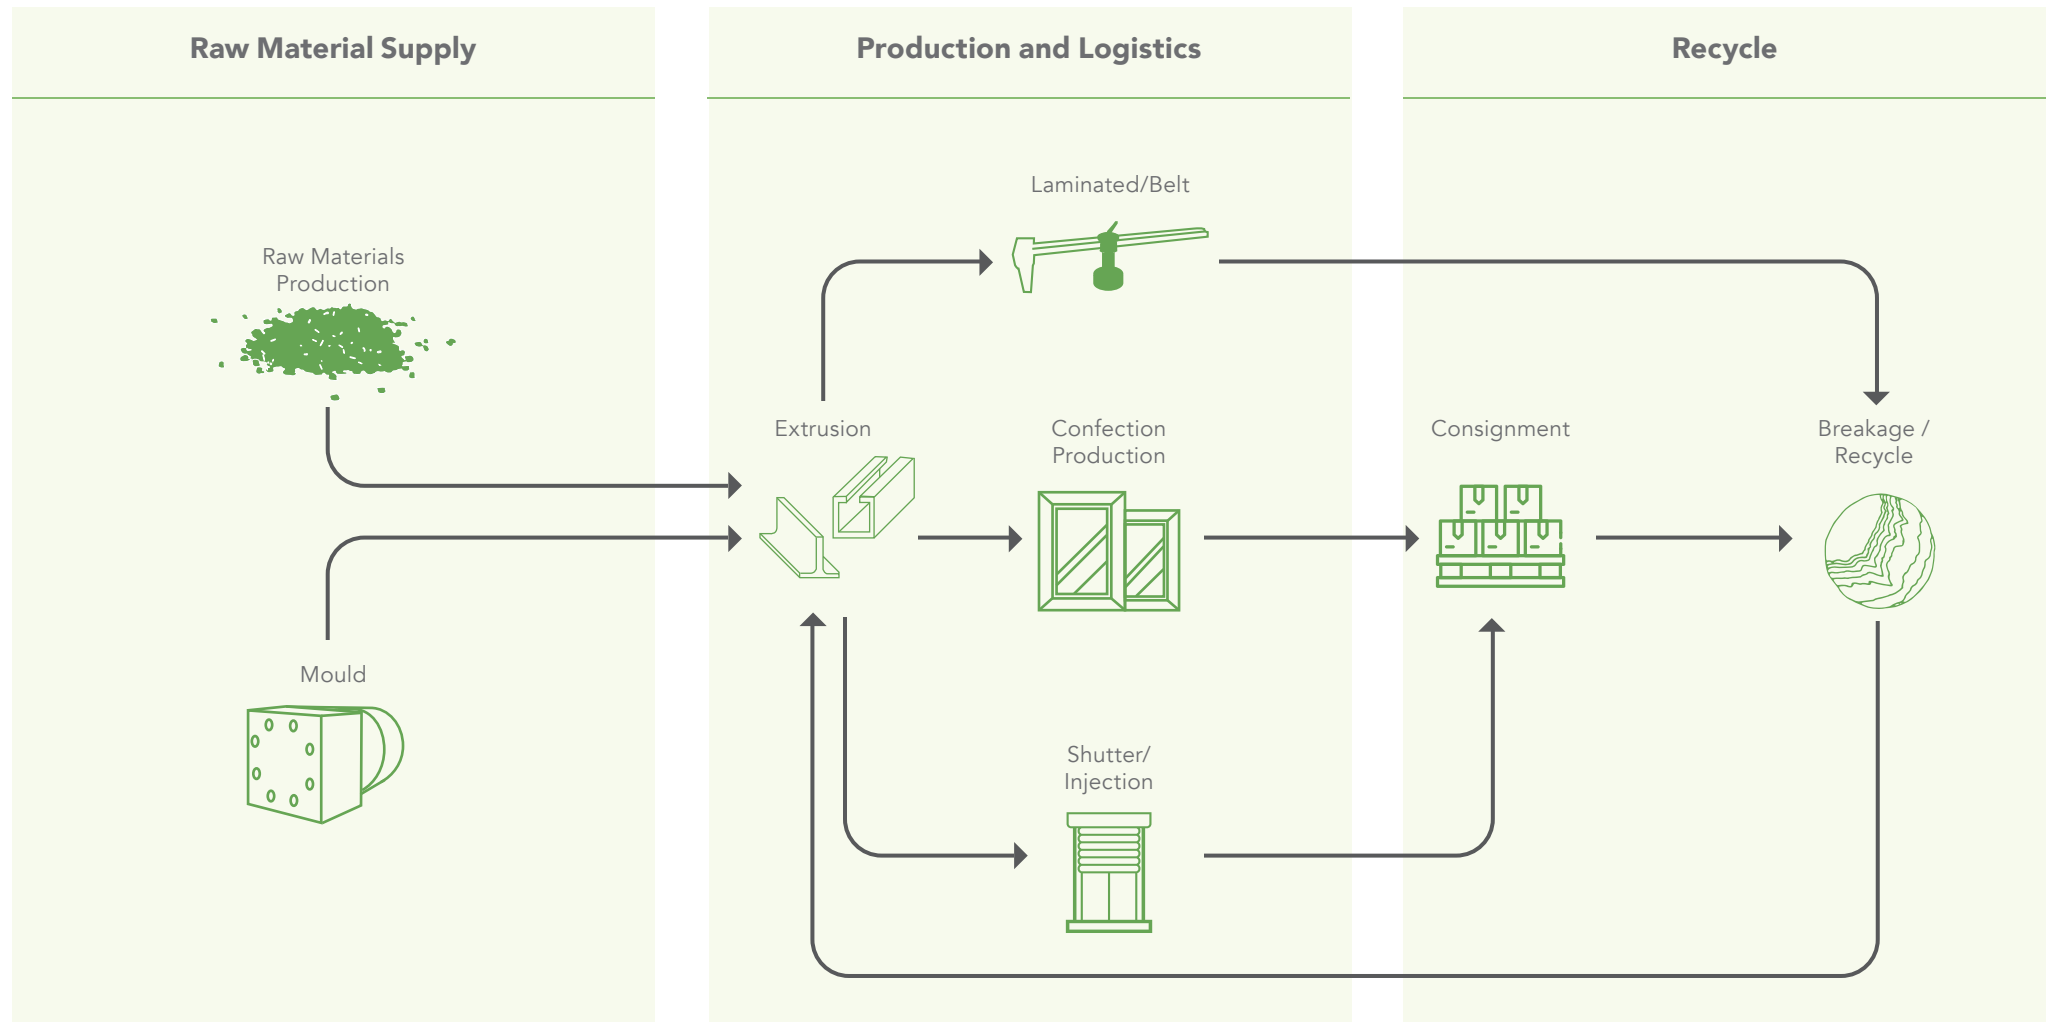 Raw Material Supply
Production and Logistics
Recycle
Raw Materials
Production
Mould
Laminated/Belt
Extrusion
Confection
Production
Shutter/
Injection
Consignment
Breakage /
Recycle